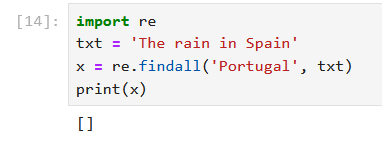 [14]: import re
txt = 'The rain in Spain'
x = re.findall('Portugal', txt)
print(x)
[]